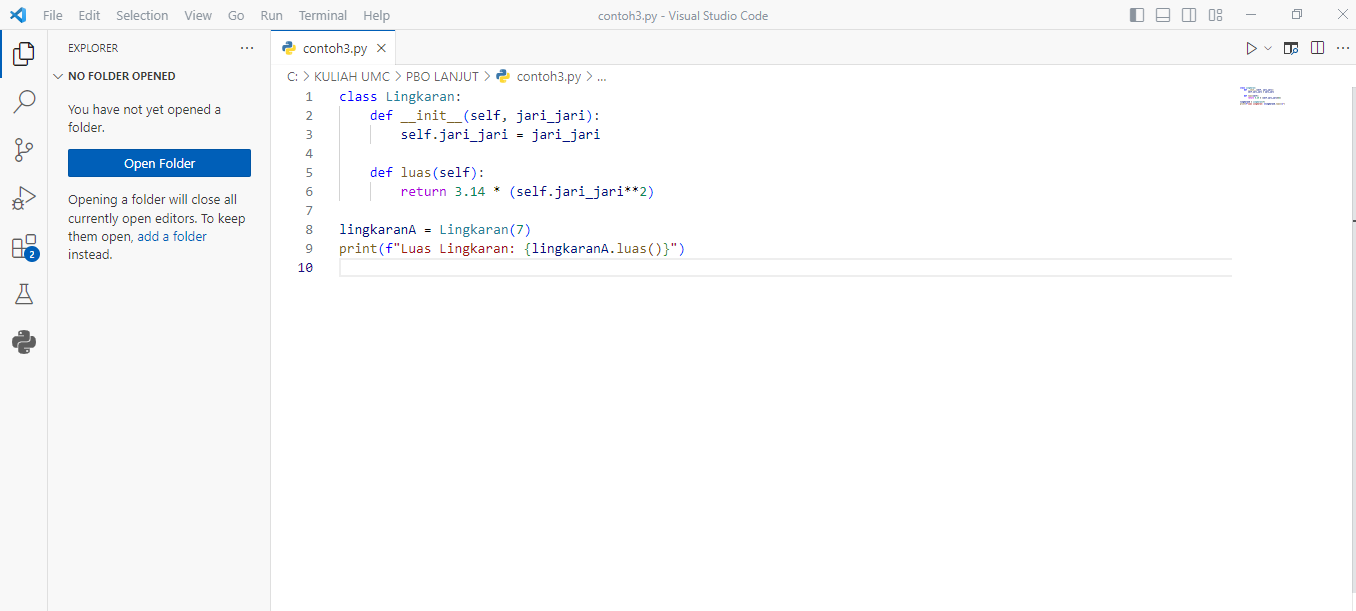 File Edit Selection View Go Run Terminal Help
contoh3.py - Visual Studio Code
EXPLORER
NO FOLDER OPENED
You have not yet opened a
folder.
Open Folder
Opening a folder will close all
currently open editors. To keep
them open, add a folder
instead.
2
contoh3.py
C: > KULIAH UMC > PBO LANJUT > contoh3.py > ...
1 class Lingkaran:
2     def __init__(self, jari_jari):
3         self.jari_jari = jari_jari
4
5     def luas(self):
6         return 3.14 * (self.jari_jari**2)
7
8 lingkaranA = Lingkaran(7)
9 print(f"Luas Lingkaran: {lingkaranA.luas()}")
10